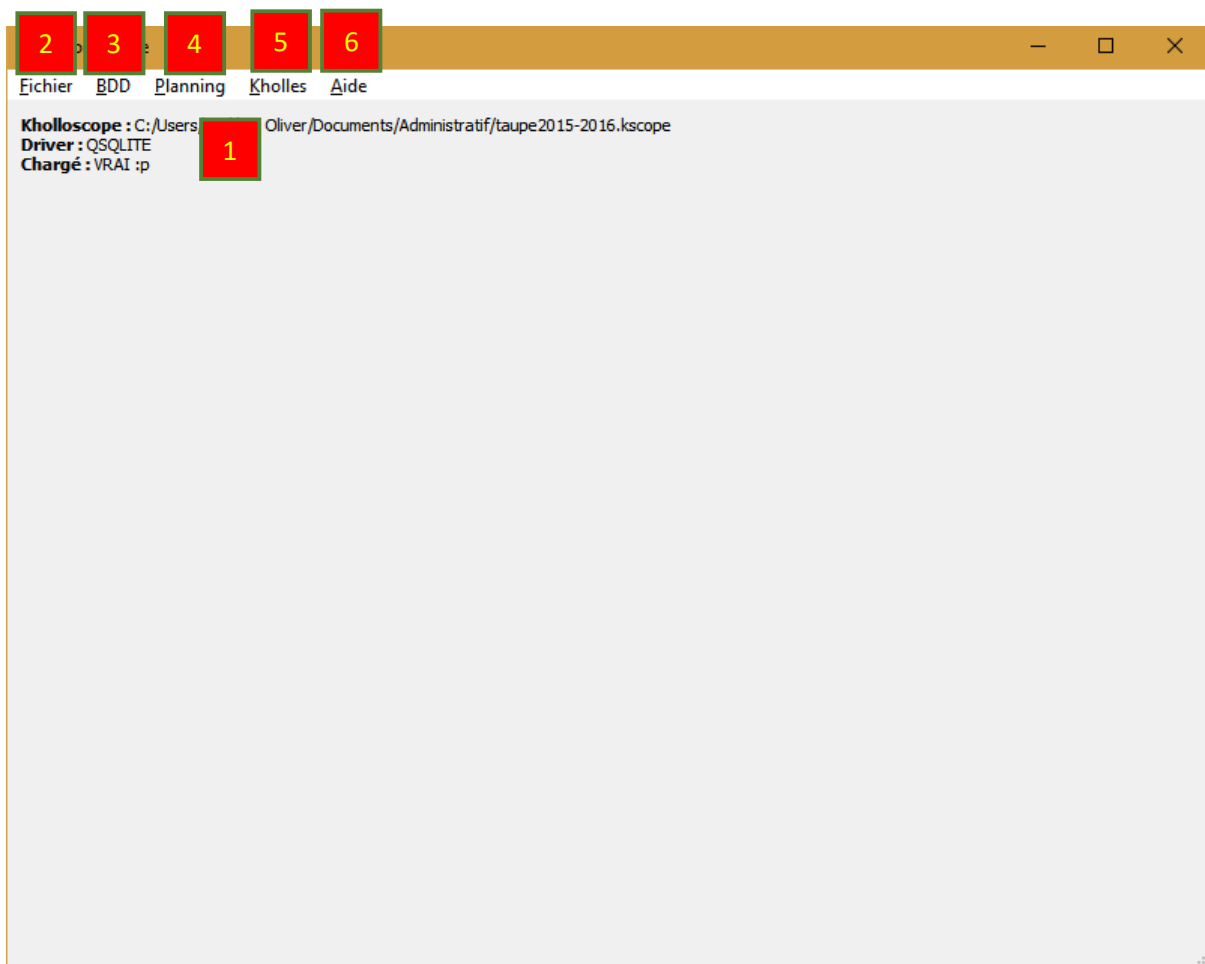 2 3 4 5 6
Fichier BDD Planning Kholles Aide
Kholloscope : C:/Users/ Oliver/Documents/Administratif/taupe2015-2016.kscope
Driver : QSQLITE
1
Chargé : VRAI :p